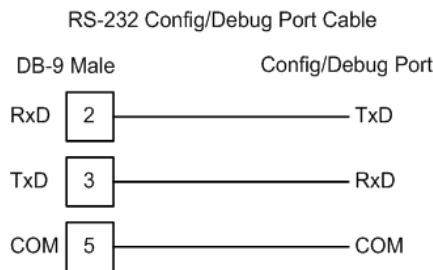 RS-232 Config/Debug Port Cable
DB-9 Male Config/Debug Port
RxD 2 TxD
TxD 3 RxD
COM 5 COM